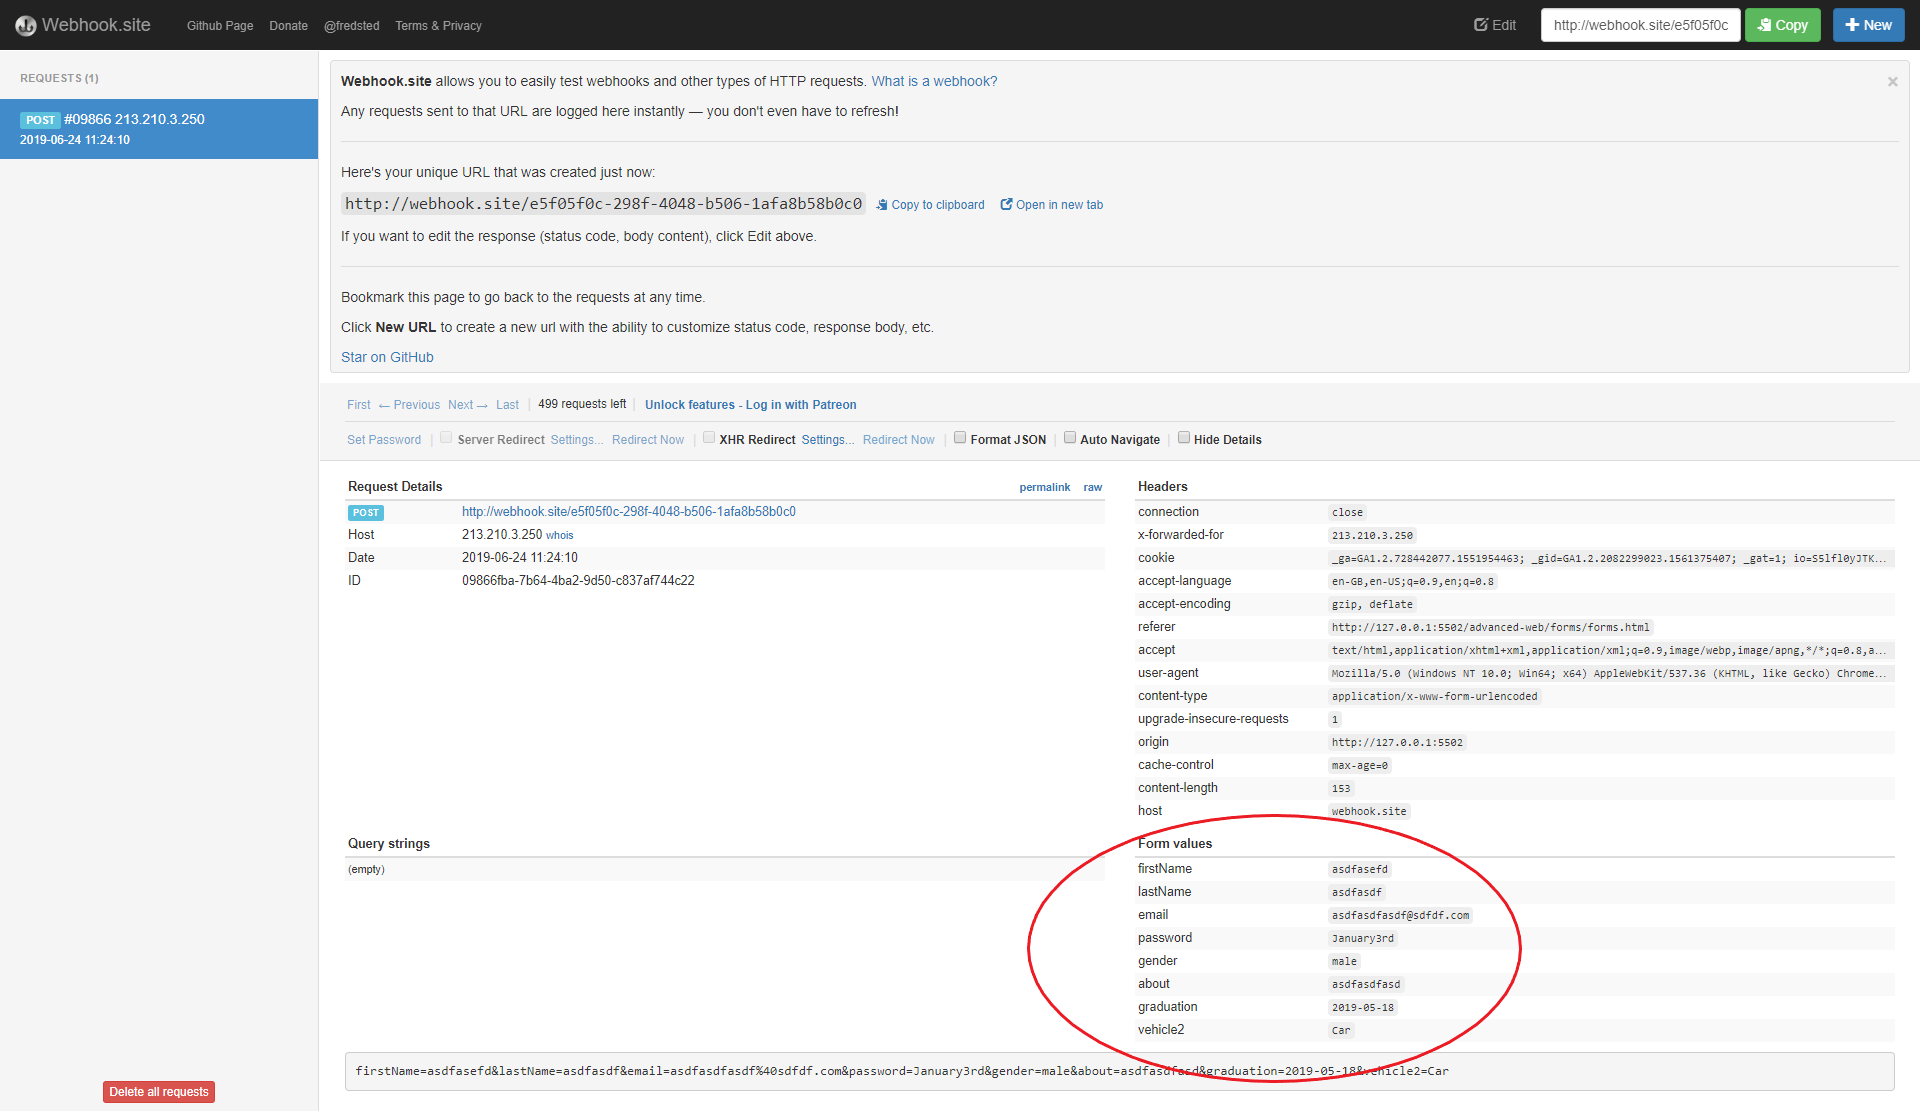 Webhook.site Github Page Donate @fredsted Terms & Privacy Edit http://webhook.site/e5f05f0c Copy New
REQUESTS (1)
POST #09866 213.210.3.250
2019-06-24 11:24:10
Delete all requests
Webhook.site allows you to easily test webhooks and other types of HTTP requests. What is a webhook? ×
Any requests sent to that URL are logged here instantly — you don't even have to refresh!
Here's your unique URL that was created just now:
http://webhook.site/e5f05f0c-298f-4048-b506-1afa8b58b0c0 Copy to clipboard Open in new tab
If you want to edit the response (status code, body content), click Edit above.
Bookmark this page to go back to the requests at any time.
Click New URL to create a new url with the ability to customize status code, response body, etc.
Star on GitHub
First ← Previous Next → Last 499 requests left Unlock features - Log in with Patreon
Set Password Server Redirect Settings... Redirect Now XHR Redirect Settings... Redirect Now Format JSON Auto Navigate Hide Details
Request Details permalink raw
POST http://webhook.site/e5f05f0c-298f-4048-b506-1afa8b58b0c0
Host 213.210.3.250 whois
Date 2019-06-24 11:24:10
ID 09866fba-7b64-4ba2-9d50-c837af744c22
Headers
connection close
x-forwarded-for 213.210.3.250
cookie _ga=GA1.2.728442077.1551954463; _gid=GA1.2.2082299023.1561375407; _gat=1; io=S5lfl0yJTK...
accept-language en-GB,en-US;q=0.9,en;q=0.8
accept-encoding gzip, deflate
referer http://127.0.0.1:5502/advanced-web/forms/forms.html
accept text/html,application/xhtml+xml,application/xml;q=0.9,image/webp,image/apng,*/*;q=0.8,a...
user-agent Mozilla/5.0 (Windows NT 10.0; Win64; x64) AppleWebKit/537.36 (KHTML, like Gecko) Chrome...
content-type application/x-www-form-urlencoded
upgrade-insecure-requests 1
origin http://127.0.0.1:5502
cache-control max-age=0
content-length 153
host webhook.site
Query strings
(empty)
Form values
firstName asdfasefd
lastName asdfasdf
email asdfasdfasdf@sdfdf.com
password January3rd
gender male
about asdfasdfasd
graduation 2019-05-18
vehicle2 Car
firstName=asdfasefd&lastName=asdfasdf&email=asdfasdfasdf%40sdfdf.com&password=January3rd&gender=male&about=asdfasdfasd&graduation=2019-05-18&vehicle2=Car